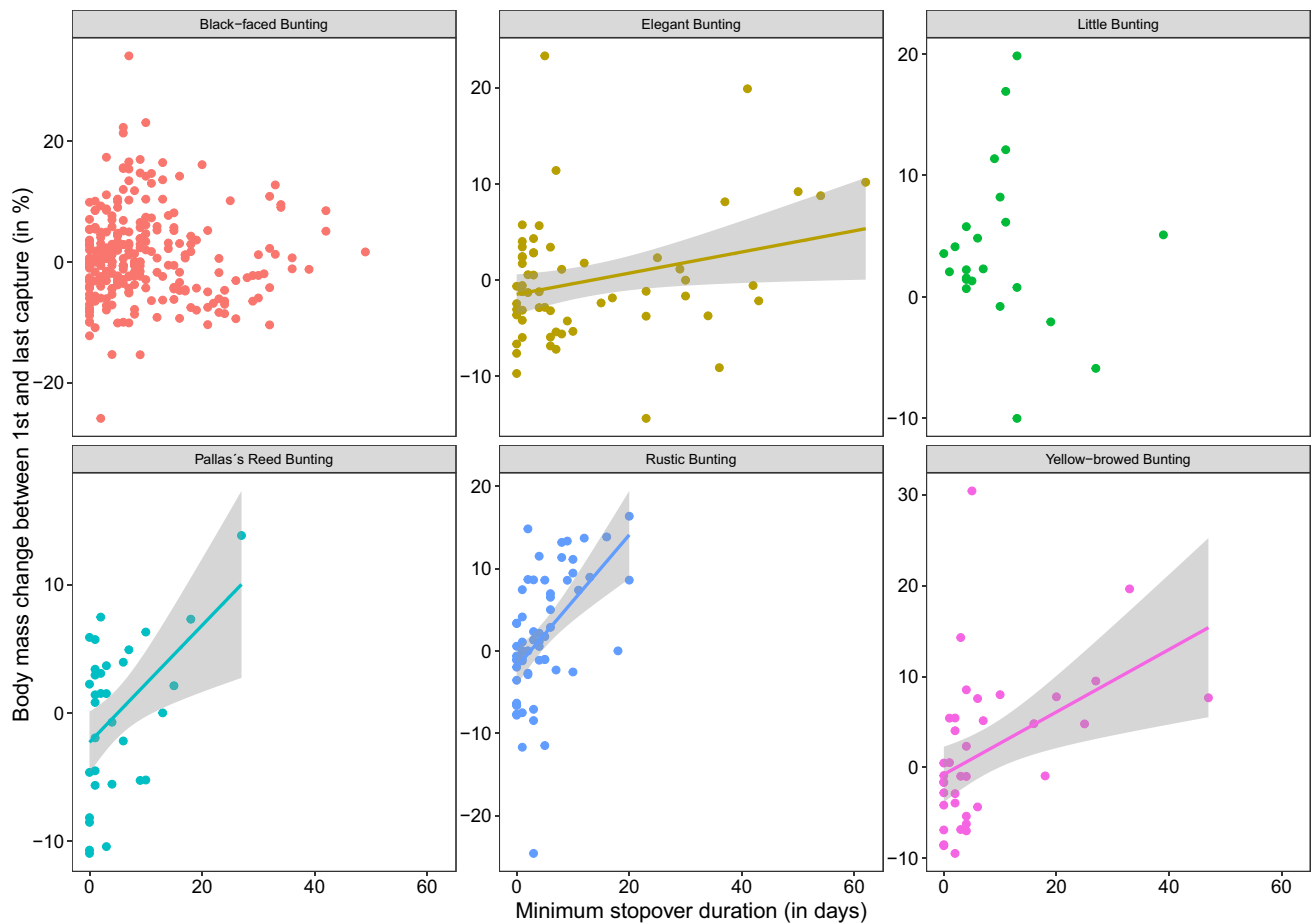 Black−faced Bunting
Elegant Bunting
Little Bunting
20
0
−20
20
10
0
−10
20
10
0
−10
Body mass change between 1st and last capture (in %)
Pallas´s Reed Bunting
Rustic Bunting
Yellow−browed Bunting
10
0
−10
20
10
0
−10
−20
30
20
10
0
−10
0 20 40 60
0 20 40 60
0 20 40 60
Minimum stopover duration (in days)